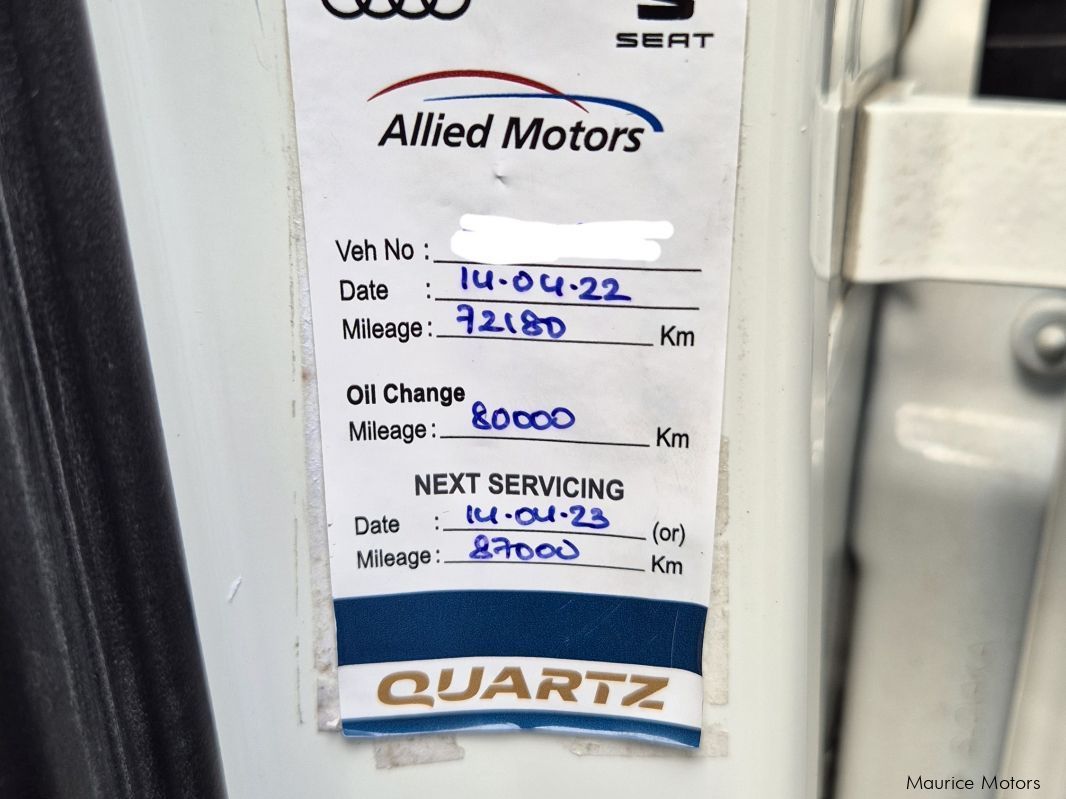 SEAT
Allied Motors
Veh No :
Date : 14.04.22
Mileage : 72180 Km
Oil Change
Mileage : 80000 Km
NEXT SERVICING
Date : 14.04.23 (or)
Mileage : 87000 Km
QUARTZ
Maurice Motors